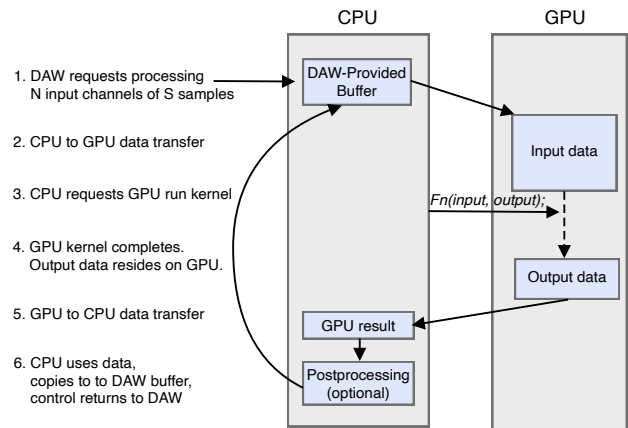 CPU
GPU
1. DAW requests processing
N input channels of S samples
DAW-Provided
Buffer
2. CPU to GPU data transfer
Input data
3. CPU requests GPU run kernel
Fn(input, output);
4. GPU kernel completes.
Output data resides on GPU.
Output data
5. GPU to CPU data transfer
GPU result
6. CPU uses data,
copies to to DAW buffer,
control returns to DAW
Postprocessing
(optional)